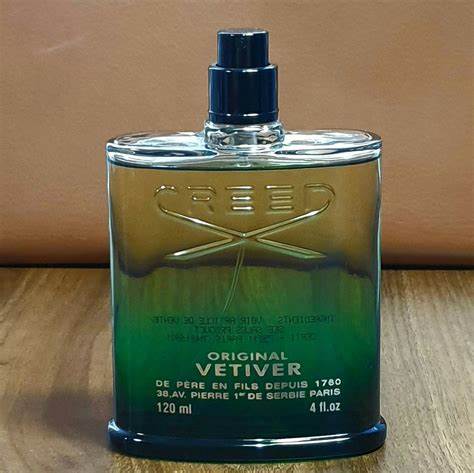 CREED
ORIGINAL
VETIVER
DE PÈRE EN FILS DEPUIS 1760
38, AV. PIERRE 1er DE SERBIE PARIS
120 ml 4 fl.oz